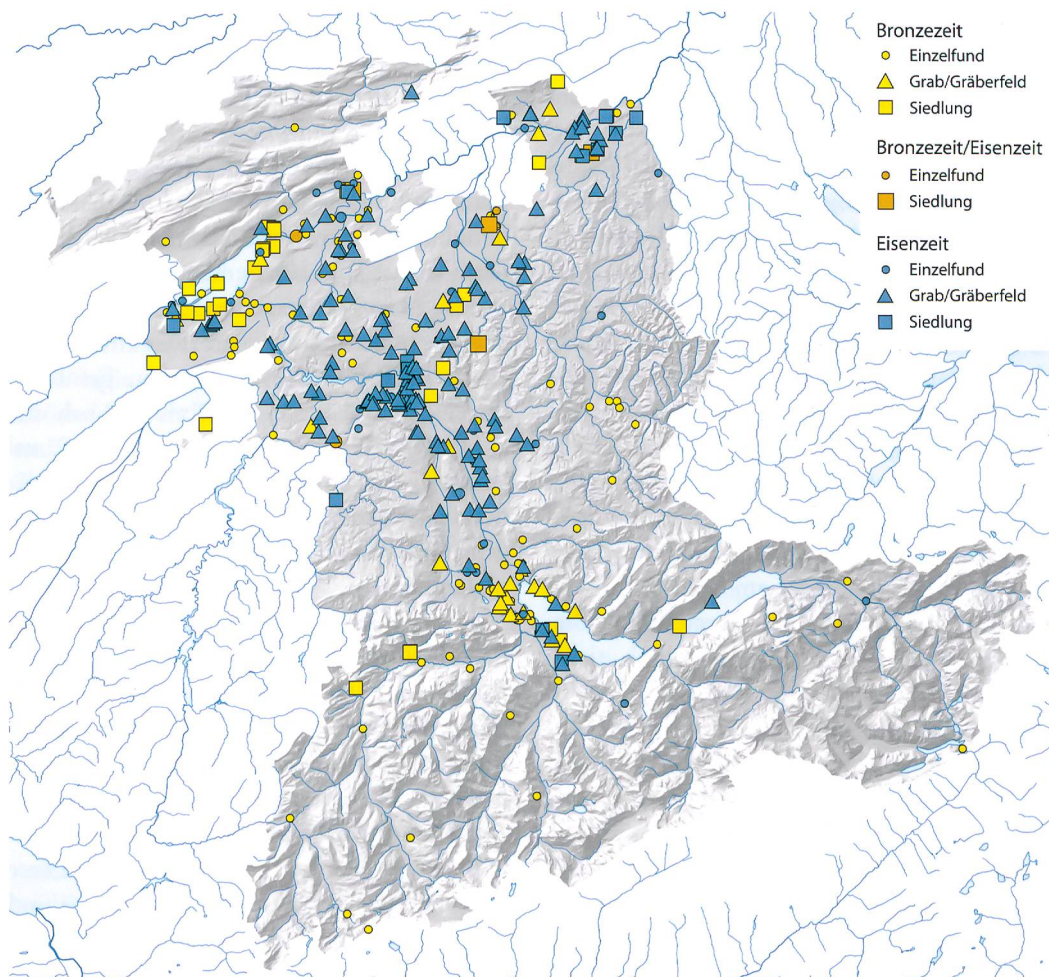 Bronzezeit
Einzelfund
Grab/Gräberfeld
Siedlung
Bronzezeit/Eisenzeit
Einzelfund
Siedlung
Eisenzeit
Einzelfund
Grab/Gräberfeld
Siedlung